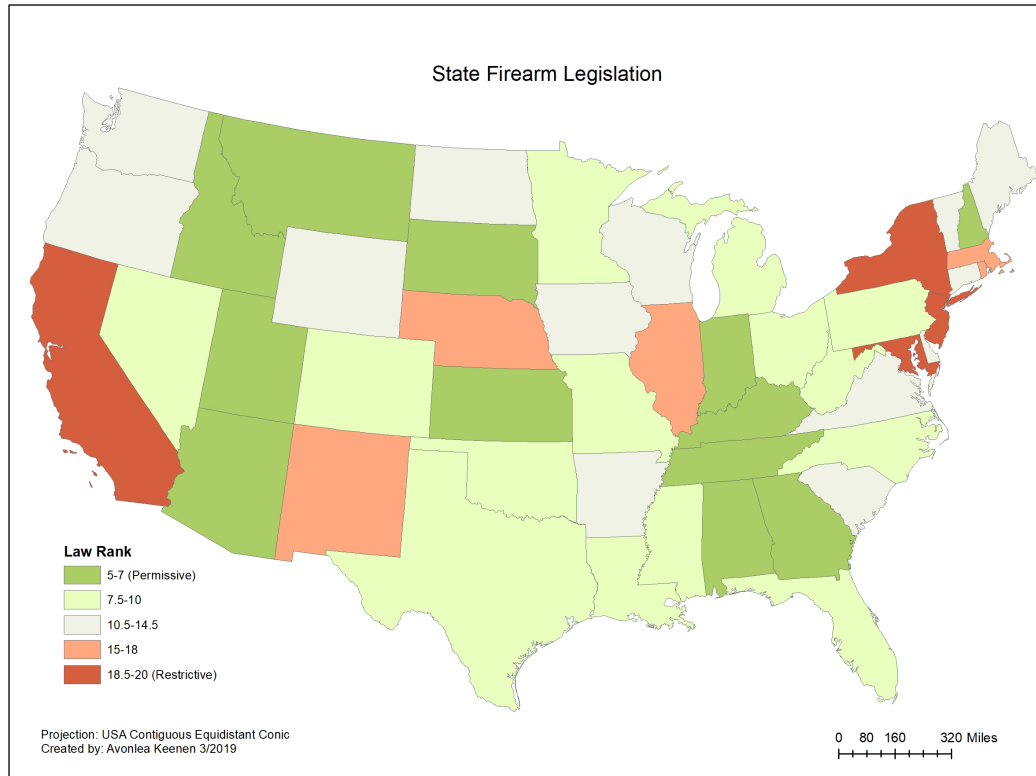 State Firearm Legislation
Law Rank
5-7 (Permissive)
7.5-10
10.5-14.5
15-18
18.5-20 (Restrictive)
Projection: USA Contiguous Equidistant Conic
Created by: Avonlea Keenen 3/2019
0 80 160 320 Miles